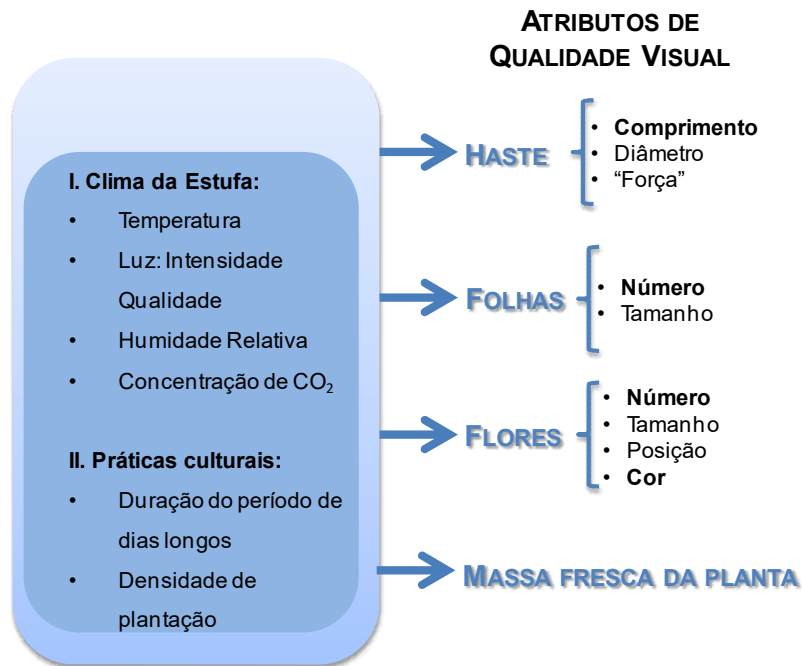 ATRIBUTOS DE
QUALIDADE VISUAL
I. Clima da Estufa:
• Temperatura
• Luz: Intensidade
Qualidade
• Humidade Relativa
• Concentração de CO₂
II. Práticas culturais:
• Duração do período de
dias longos
• Densidade de
plantação
HASTE
• Comprimento
• Diâmetro
• “Força”
FOLHAS
• Número
• Tamanho
FLORES
• Número
• Tamanho
• Posição
• Cor
MASSA FRESCA DA PLANTA